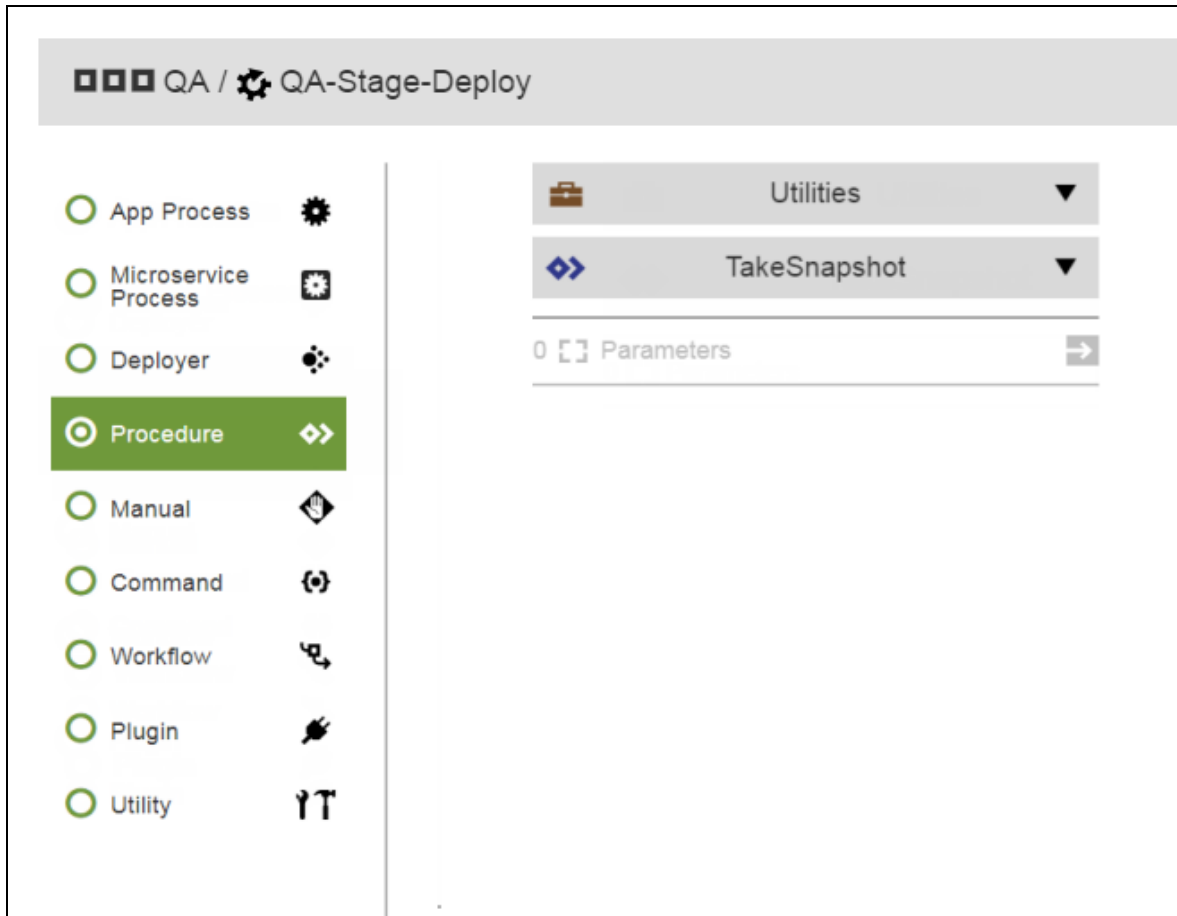 QA / QA-Stage-Deploy
App Process
Microservice
Process
Deployer
Procedure
Manual
Command
Workflow
Plugin
Utility
Utilities
TakeSnapshot
0 Parameters